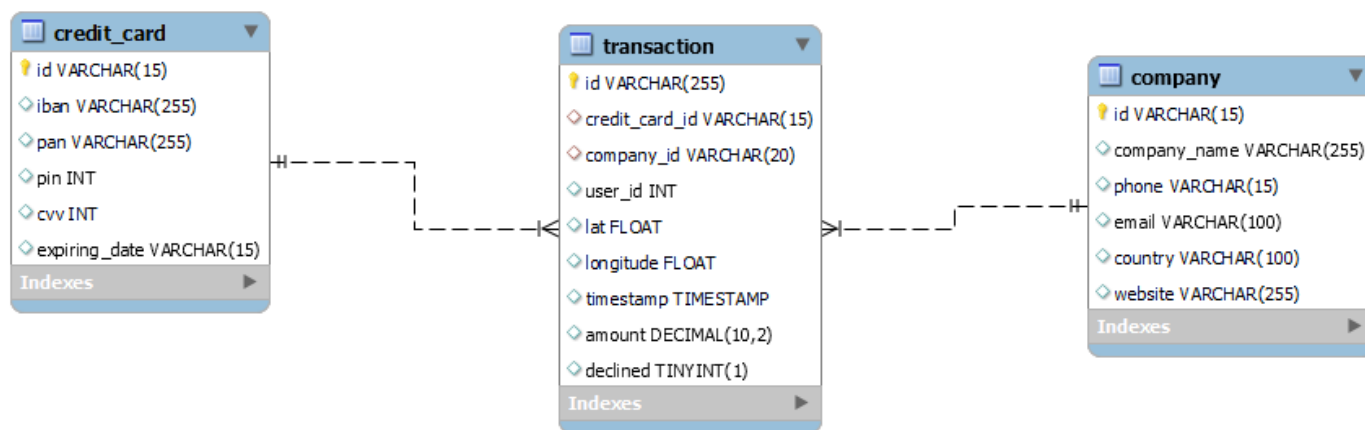 credit_card
id VARCHAR(15)
iban VARCHAR(255)
pan VARCHAR(255)
pin INT
cvv INT
expiring_date VARCHAR(15)
Indexes
transaction
id VARCHAR(255)
credit_card_id VARCHAR(15)
company_id VARCHAR(20)
user_id INT
lat FLOAT
longitude FLOAT
timestamp TIMESTAMP
amount DECIMAL(10,2)
declined TINYINT(1)
Indexes
company
id VARCHAR(15)
company_name VARCHAR(255)
phone VARCHAR(15)
email VARCHAR(100)
country VARCHAR(100)
website VARCHAR(255)
Indexes